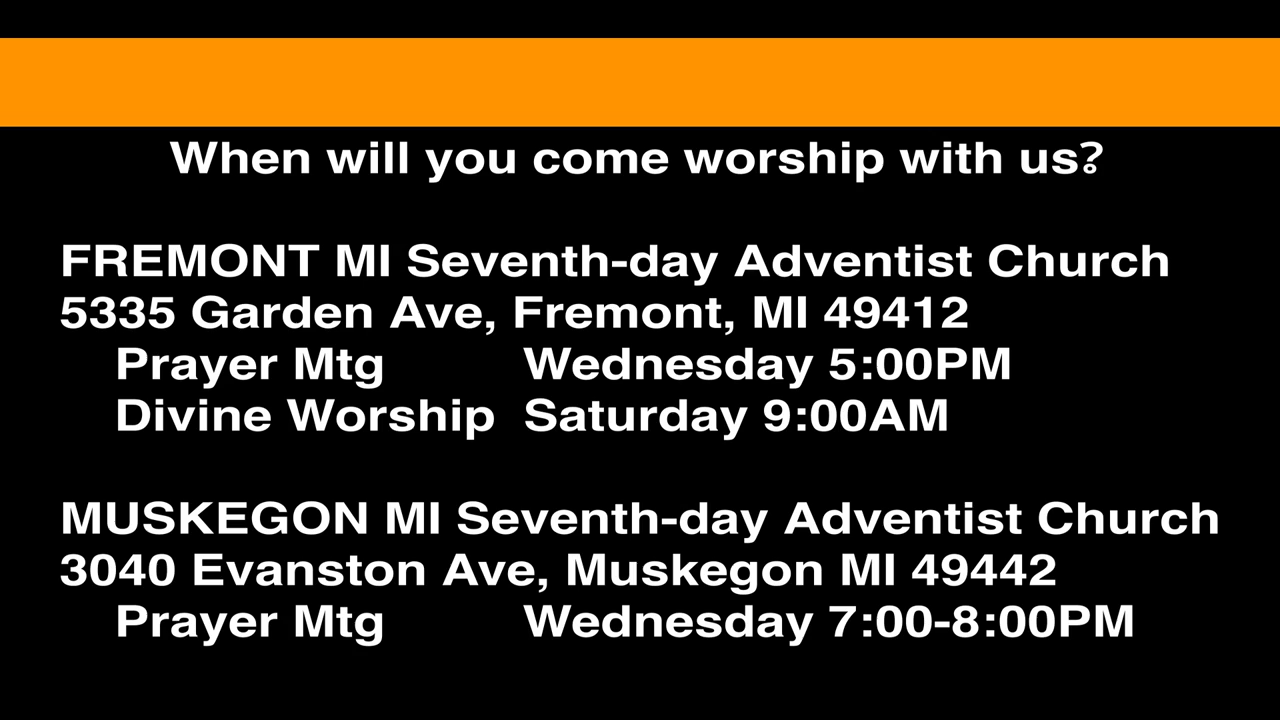 When will you come worship with us?
FREMONT MI Seventh-day Adventist Church
5335 Garden Ave, Fremont, MI 49412
Prayer Mtg Wednesday 5:00PM
Divine Worship Saturday 9:00AM
MUSKEGON MI Seventh-day Adventist Church
3040 Evanston Ave, Muskegon MI 49442
Prayer Mtg Wednesday 7:00-8:00PM